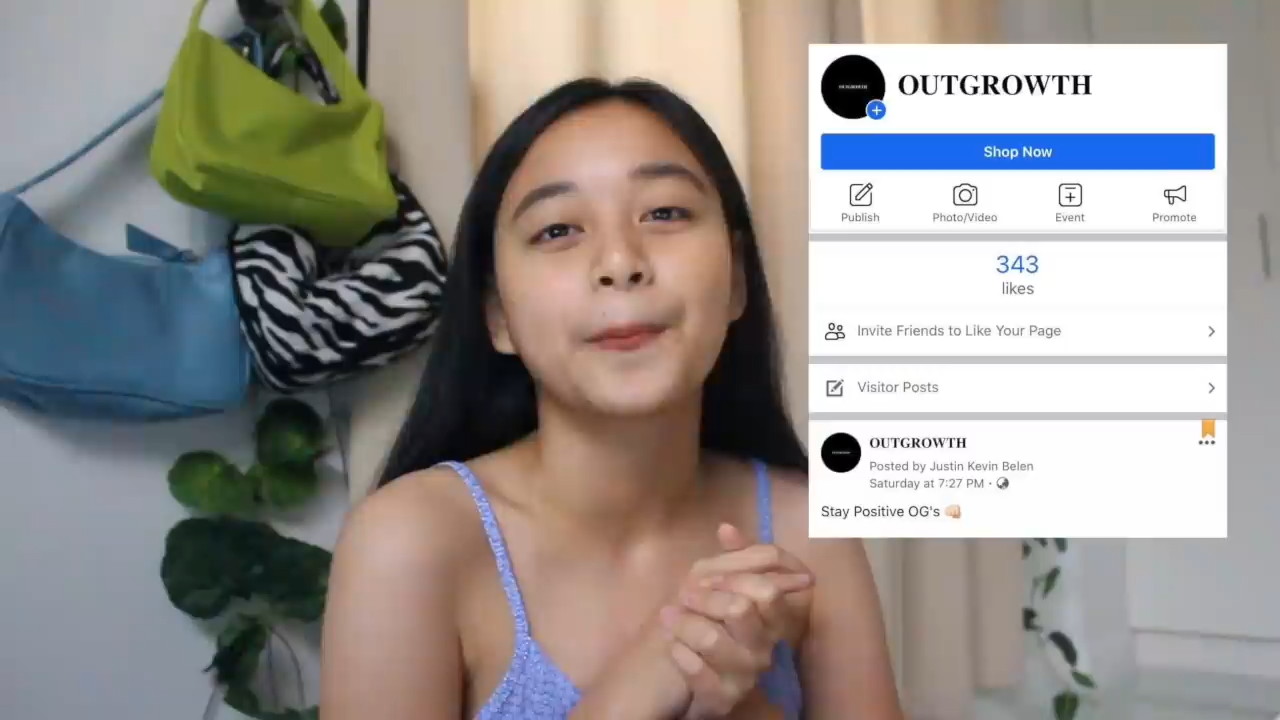 OUTGROWTH
OUTGROWTH
Shop Now
Publish
Photo/Video
Event
Promote
343
likes
Invite Friends to Like Your Page
Visitor Posts
OUTGROWTH
Posted by Justin Kevin Belen
Saturday at 7:27 PM ·
Stay Positive OG's 👊🏻